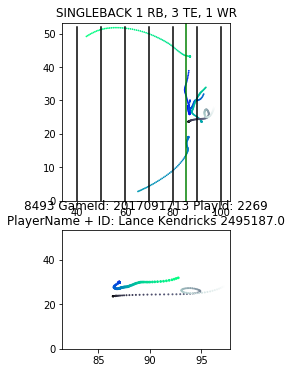 SINGLEBACK 1 RB, 3 TE, 1 WR
50
40
30
20
10
0
40 60 80 100
8493 GameId: 2017091713 PlayId: 2269
PlayerName + ID: Lance Kendricks 2495187.0
40
20
0
85 90 95